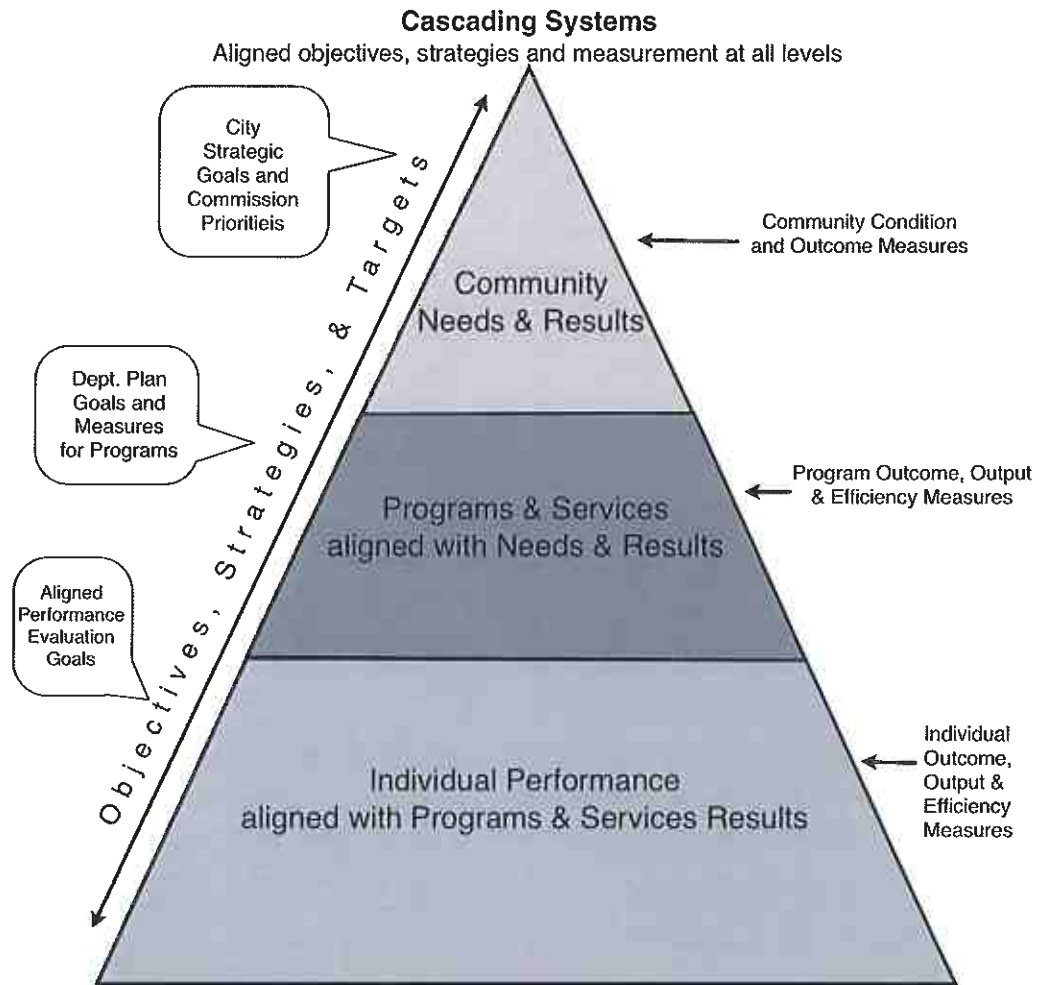 Cascading Systems
Aligned objectives, strategies and measurement at all levels
City
Strategic
Goals and
Commission
Prioritieis
Objectives, Strategies, & Targets
Community Condition
and Outcome Measures
Community
Needs & Results
Dept. Plan
Goals and
Measures
for Programs
Program Outcome, Output
& Efficiency Measures
Programs & Services
aligned with Needs & Results
Aligned
Performance
Evaluation
Goals
Individual Performance
aligned with Programs & Services Results
Individual
Outcome,
Output &
Efficiency
Measures